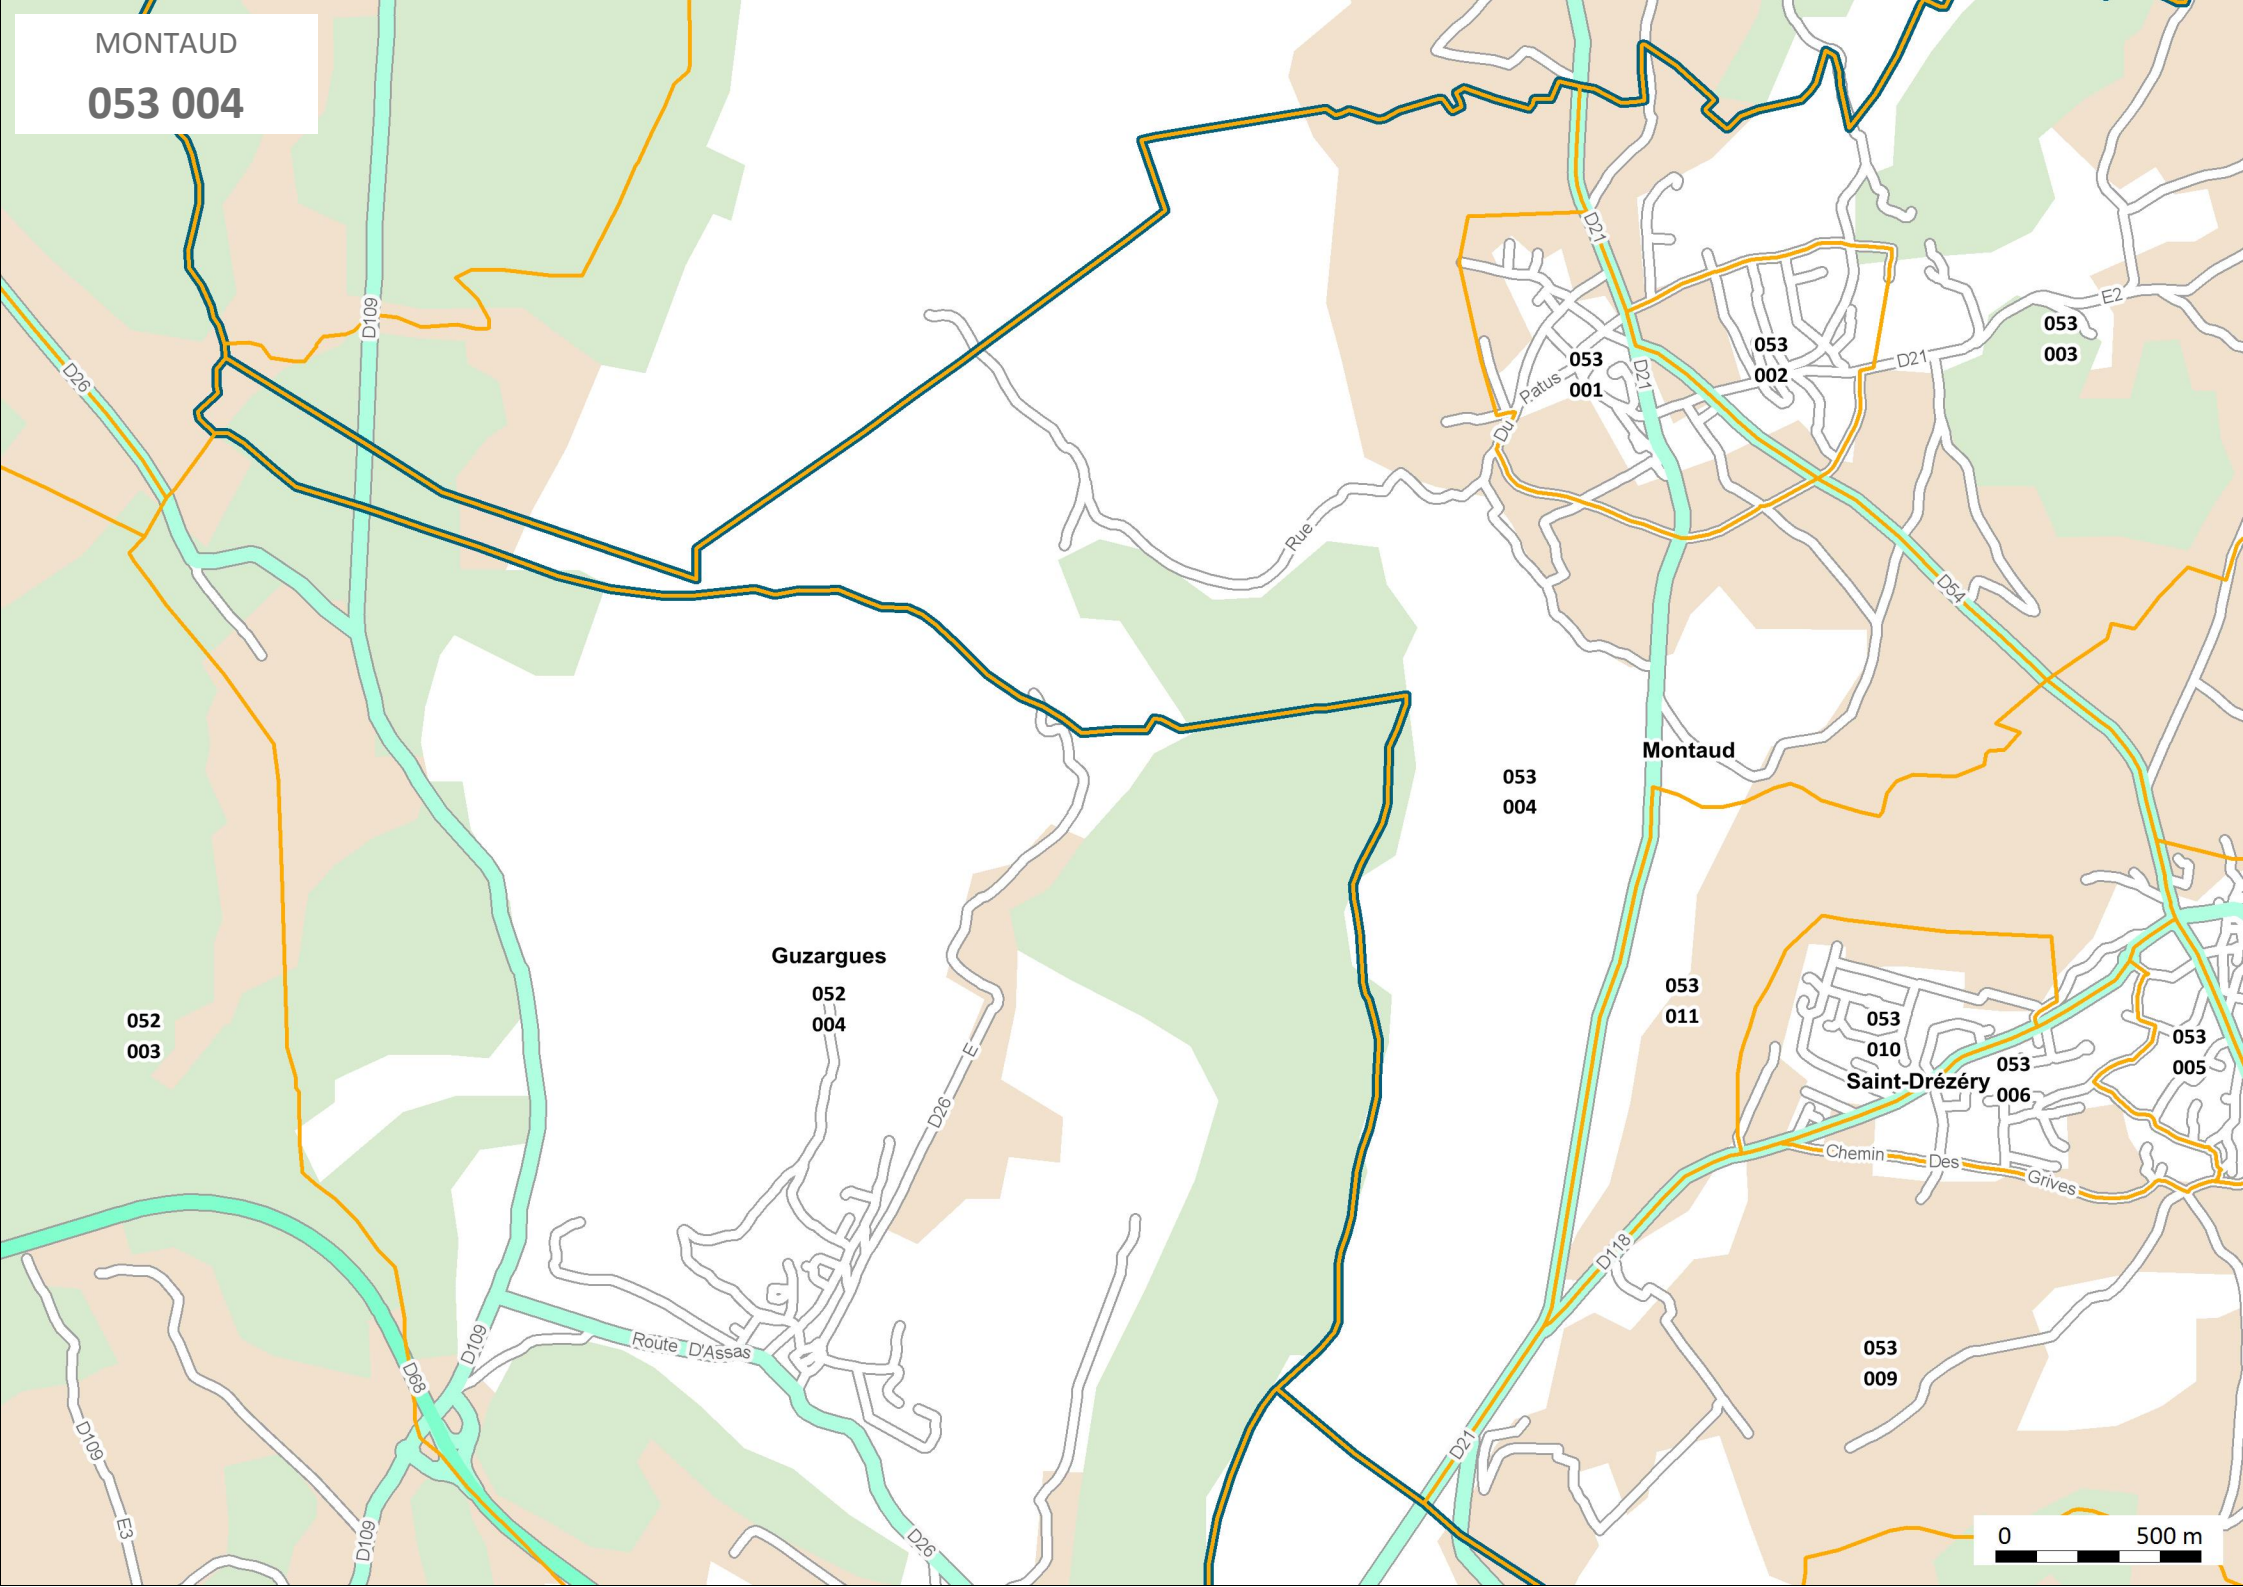 MONTAUD
053 004
D21
D109
E2
053
003
D26
053
002
D21
053
001
D21
Patus
Du
Rue
D54
Montaud
053
004
Guzargues
052
004
053
011
052
003
053
010
053
005
Saint-Drézéry
053
006
E
D26
Chemin Des Grives
D118
D109
Route D'Assas
D68
053
009
D109
D21
E3
D109
D26
0 500 m